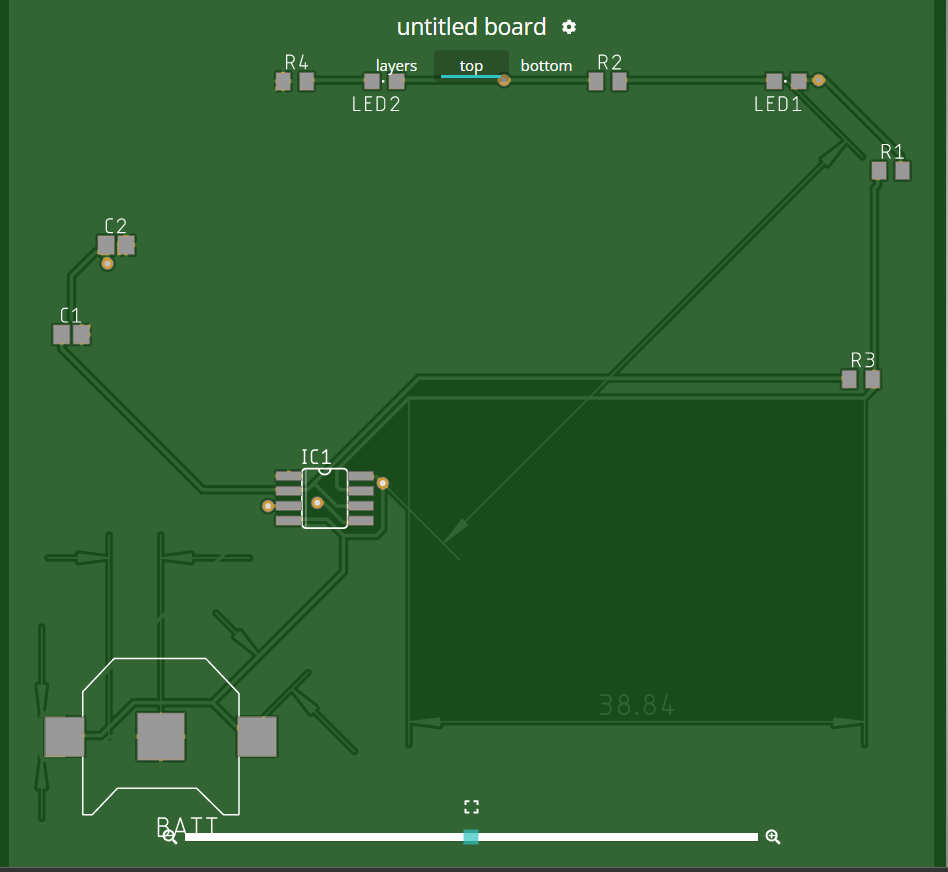 untitled board
layers top bottom
R4 R2
LED2 LED1
R1
C2
C1
R3
IC1
38.84
BATT